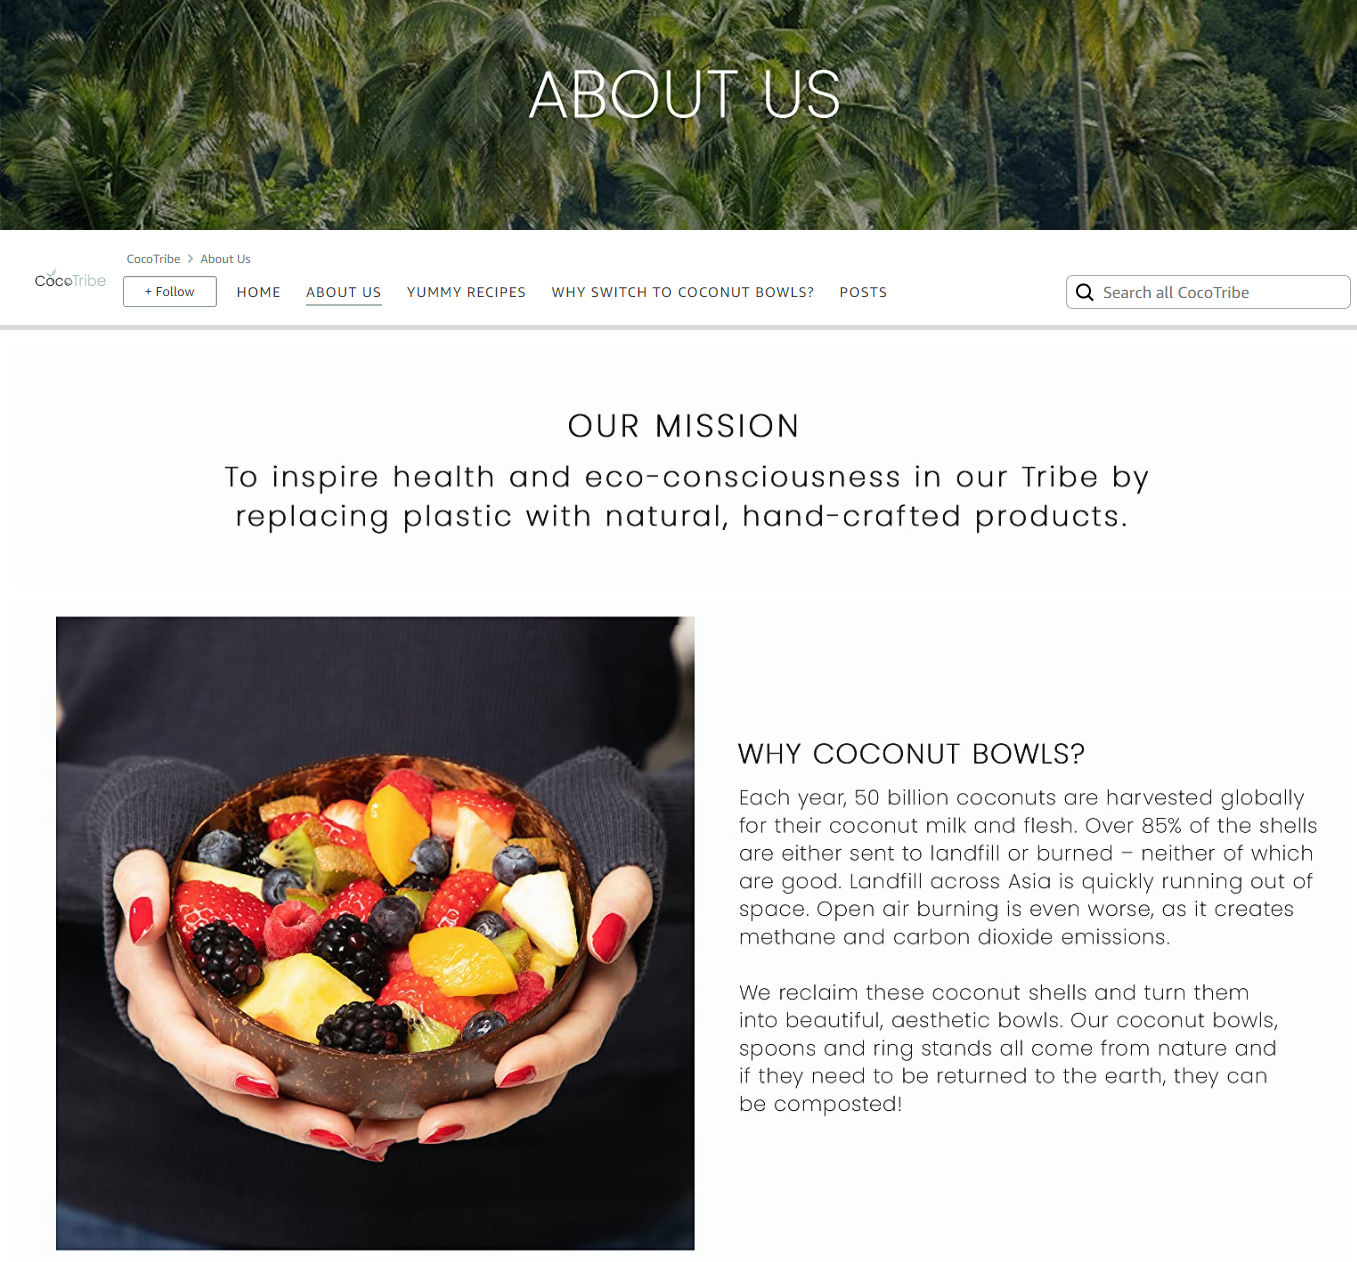 ABOUT US
CocoTribe > About Us
CocoTribe
+ Follow
HOME
ABOUT US
YUMMY RECIPES
WHY SWITCH TO COCONUT BOWLS?
POSTS
Search all CocoTribe
OUR MISSION
To inspire health and eco-consciousness in our Tribe by
replacing plastic with natural, hand-crafted products.
WHY COCONUT BOWLS?
Each year, 50 billion coconuts are harvested globally
for their coconut milk and flesh. Over 85% of the shells
are either sent to landfill or burned – neither of which
are good. Landfill across Asia is quickly running out of
space. Open air burning is even worse, as it creates
methane and carbon dioxide emissions.
We reclaim these coconut shells and turn them
into beautiful, aesthetic bowls. Our coconut bowls,
spoons and ring stands all come from nature and
if they need to be returned to the earth, they can
be composted!